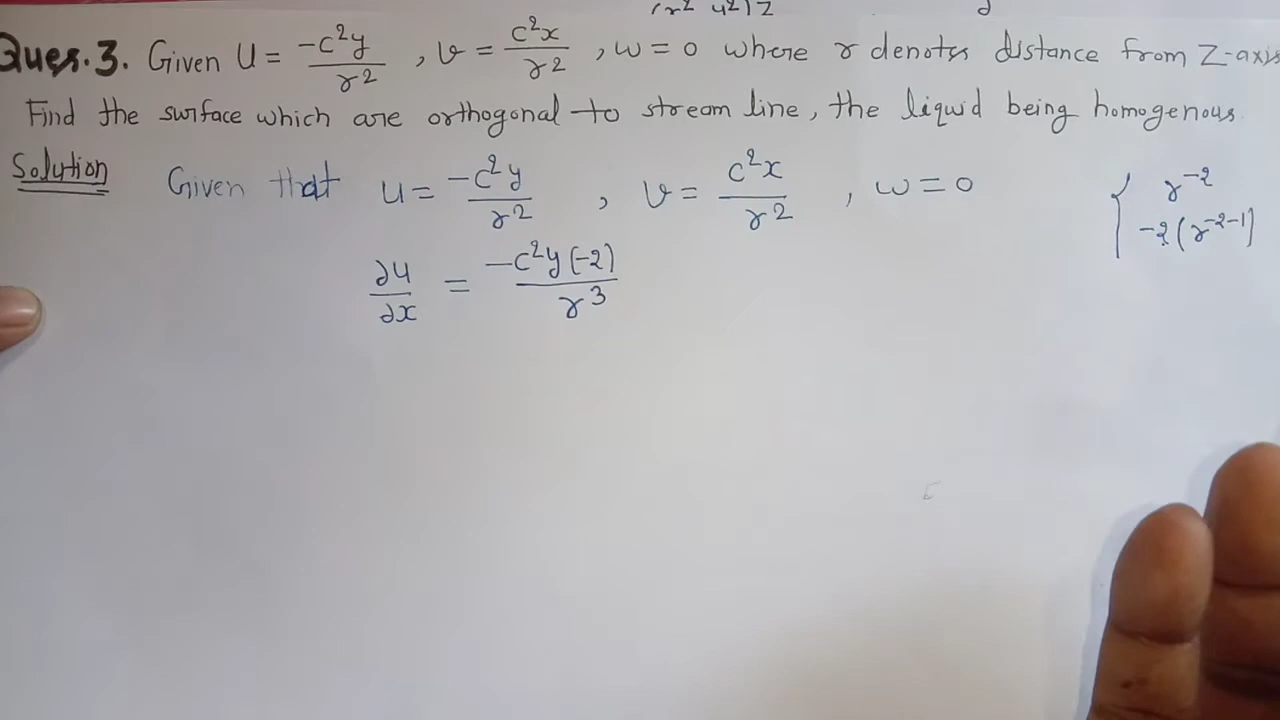 Ques.3. Given U = -c²y/r² , v = c²x/r² , w = 0 where r denotes distance from Z-axis
Find the surface which are orthogonal to stream line, the liquid being homogenous.
Solution Given that u = -c²y/r² , v = c²x/r² , w = 0
r⁻²
-2(r⁻²⁻¹)
∂u/∂x = -c²y(-2)/r³